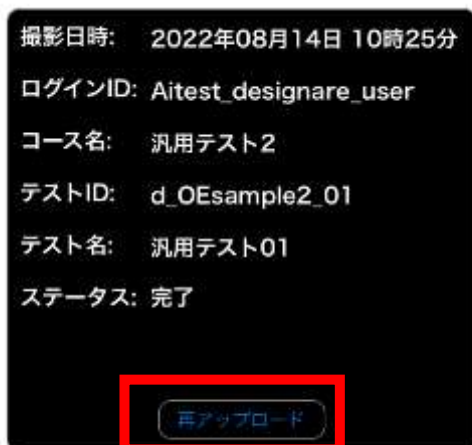 撮影日時: 2022年08月14日 10時25分
ログインID: Aitest_designare_user
コース名: 汎用テスト2
テストID: d_OEsample2_01
テスト名: 汎用テスト01
ステータス: 完了
再アップロード